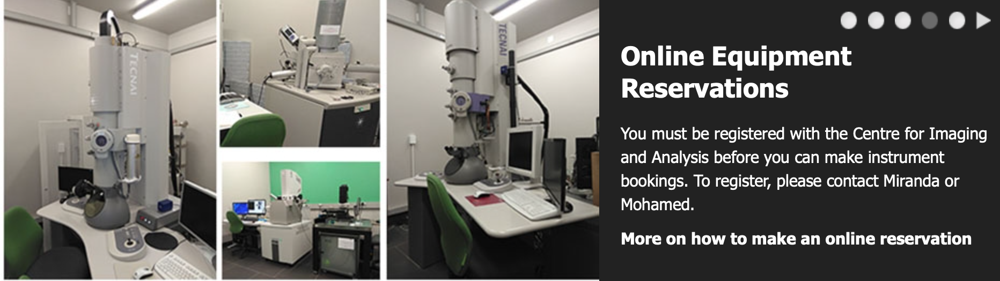 TECNAI
TECNAI
Online Equipment
Reservations
You must be registered with the Centre for Imaging
and Analysis before you can make instrument
bookings. To register, please contact Miranda or
Mohamed.
More on how to make an online reservation